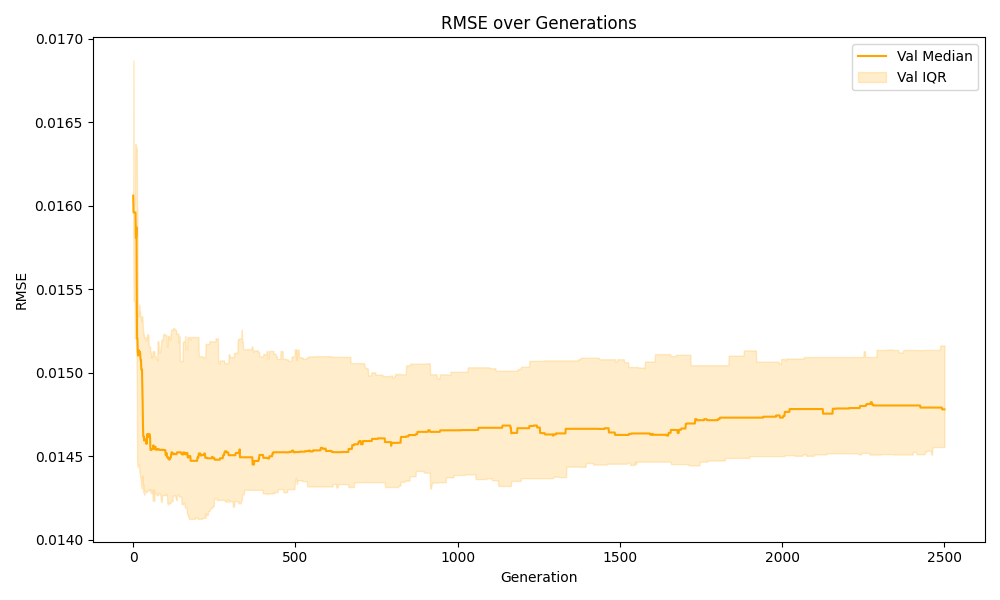 RMSE over Generations
Val Median
Val IQR
RMSE
0.0170
0.0165
0.0160
0.0155
0.0150
0.0145
0.0140
0 500 1000 1500 2000 2500
Generation